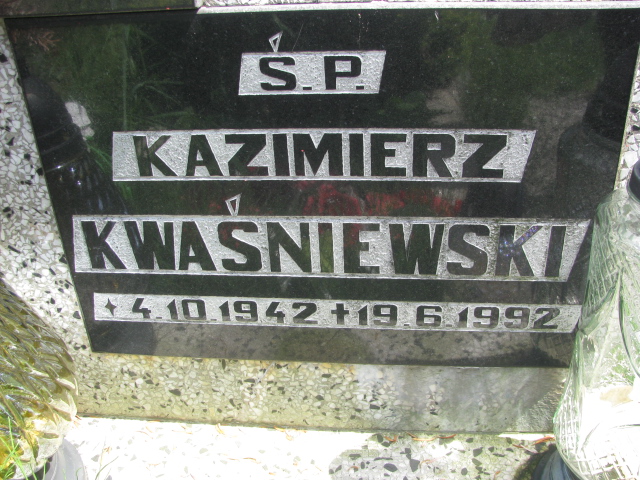 Ś.P.
KAZIMIERZ
KWAŚNIEWSKI
✦ 4.10.1942 ✝ 19.6.1992